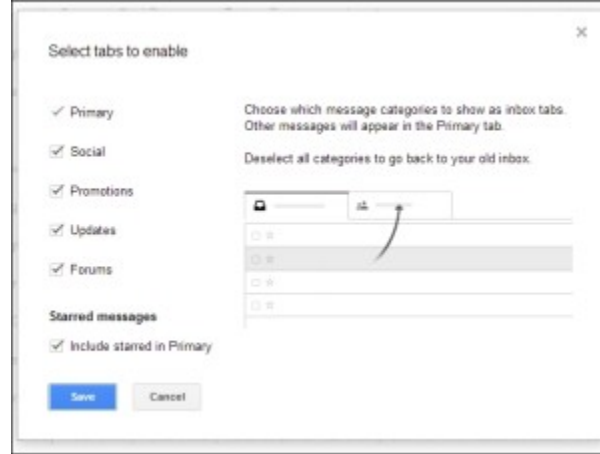 Select tabs to enable
Primary
Social
Promotions
Updates
Forums
Starred messages
Include starred in Primary
Save
Cancel
Choose which message categories to show as inbox tabs.
Other messages will appear in the Primary tab.
Deselect all categories to go back to your old inbox.